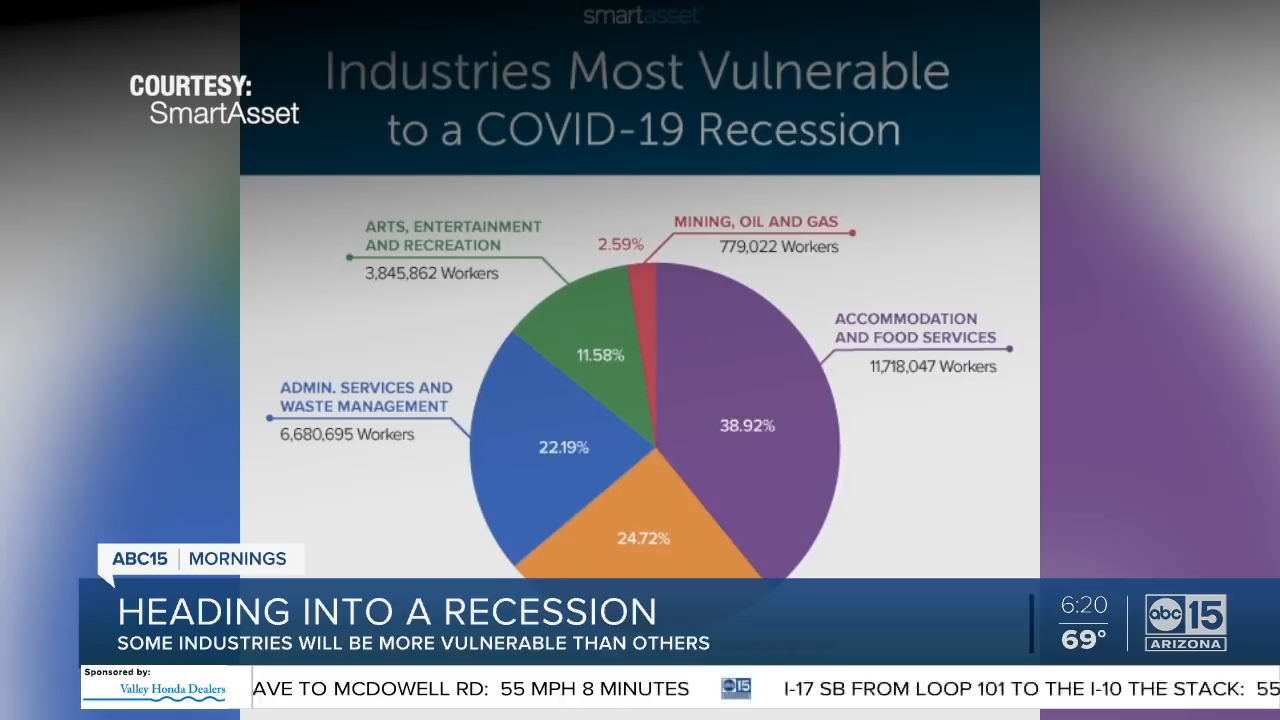 smartasset
COURTESY:
SmartAsset
Industries Most Vulnerable
to a COVID-19 Recession
ARTS, ENTERTAINMENT
AND RECREATION
3,845,862 Workers
2.59%
MINING, OIL AND GAS
779,022 Workers
ACCOMMODATION
AND FOOD SERVICES
11,718,047 Workers
11.58%
ADMIN. SERVICES AND
WASTE MANAGEMENT
6,680,695 Workers
38.92%
22.19%
24.72%
ABC15 | MORNINGS
HEADING INTO A RECESSION
SOME INDUSTRIES WILL BE MORE VULNERABLE THAN OTHERS
6:20
69°
abc 15
ARIZONA
Sponsored by:
Valley Honda Dealers
AVE TO MCDOWELL RD: 55 MPH 8 MINUTES abc 15 I-17 SB FROM LOOP 101 TO THE I-10 THE STACK: 55